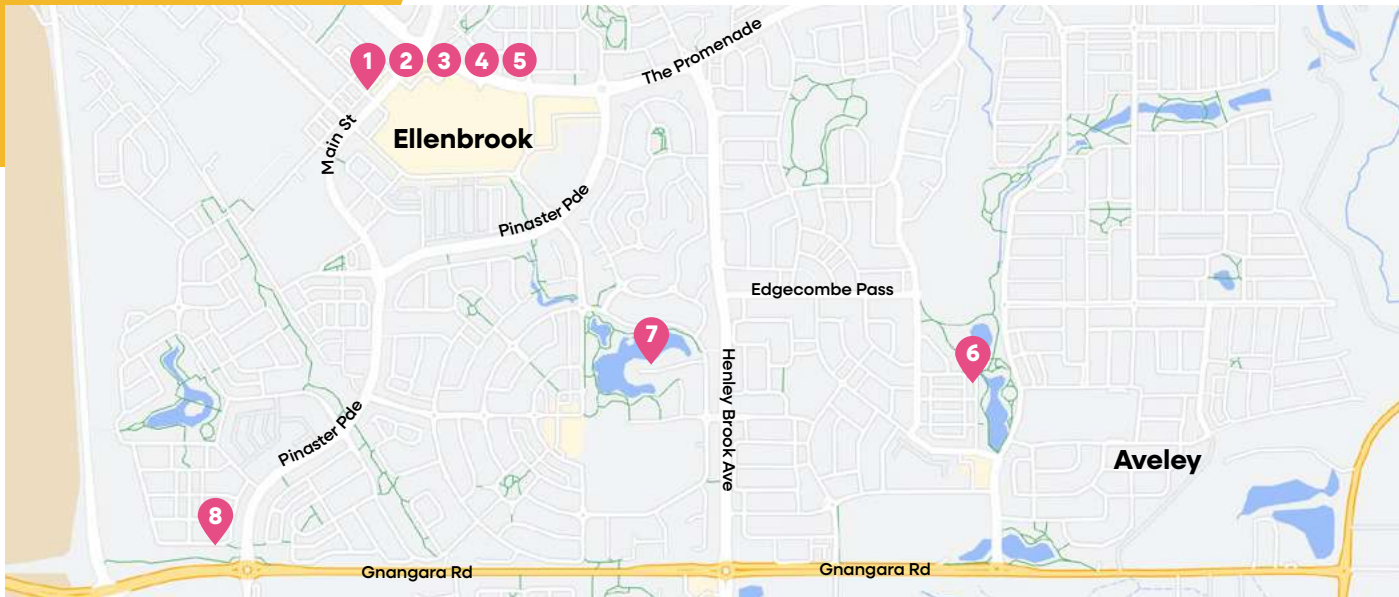 The Promenade
1 2 3 4 5
Main St
Ellenbrook
Pinaster Pde
Edgecombe Pass
7
6
Henley Brook Ave
Pinaster Pde
Aveley
8
Gnangara Rd
Gnangara Rd